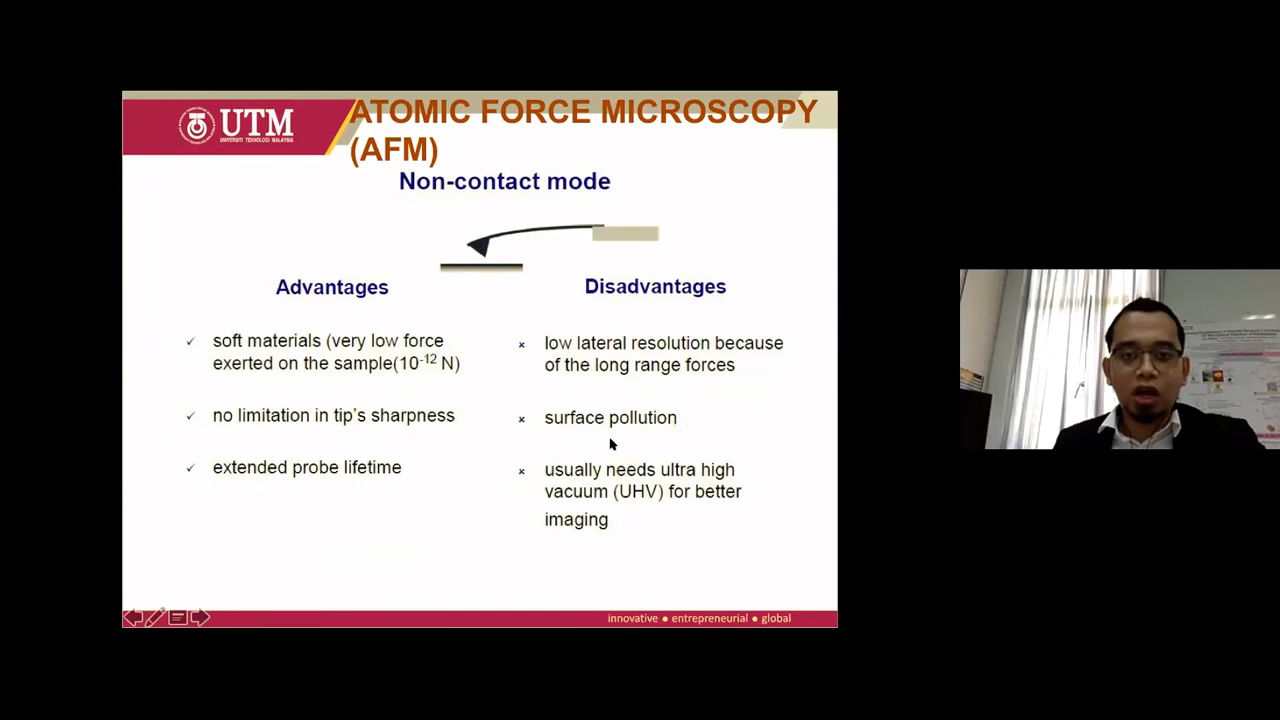 UTM
UNIVERSITI TEKNOLOGI MALAYSIA
ATOMIC FORCE MICROSCOPY
(AFM)
Non-contact mode
Advantages
✓ soft materials (very low force
exerted on the sample(10⁻¹² N)
✓ no limitation in tip's sharpness
✓ extended probe lifetime
Disadvantages
× low lateral resolution because
of the long range forces
× surface pollution
× usually needs ultra high
vacuum (UHV) for better
imaging
innovative ● entrepreneurial ● global